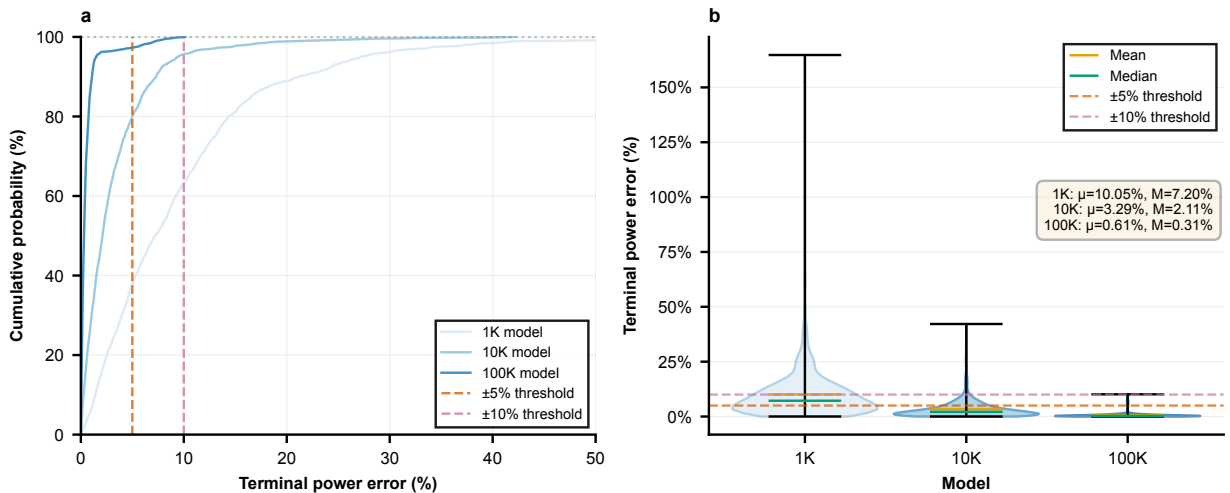 a
Cumulative probability (%)
100
80
60
40
20
0
0
10
20
30
40
50
Terminal power error (%)
1K model
10K model
100K model
±5% threshold
±10% threshold
b
Terminal power error (%)
150%
125%
100%
75%
50%
25%
0%
1K
10K
100K
Model
Mean
Median
±5% threshold
±10% threshold
1K: μ=10.05%, M=7.20%
10K: μ=3.29%, M=2.11%
100K: μ=0.61%, M=0.31%